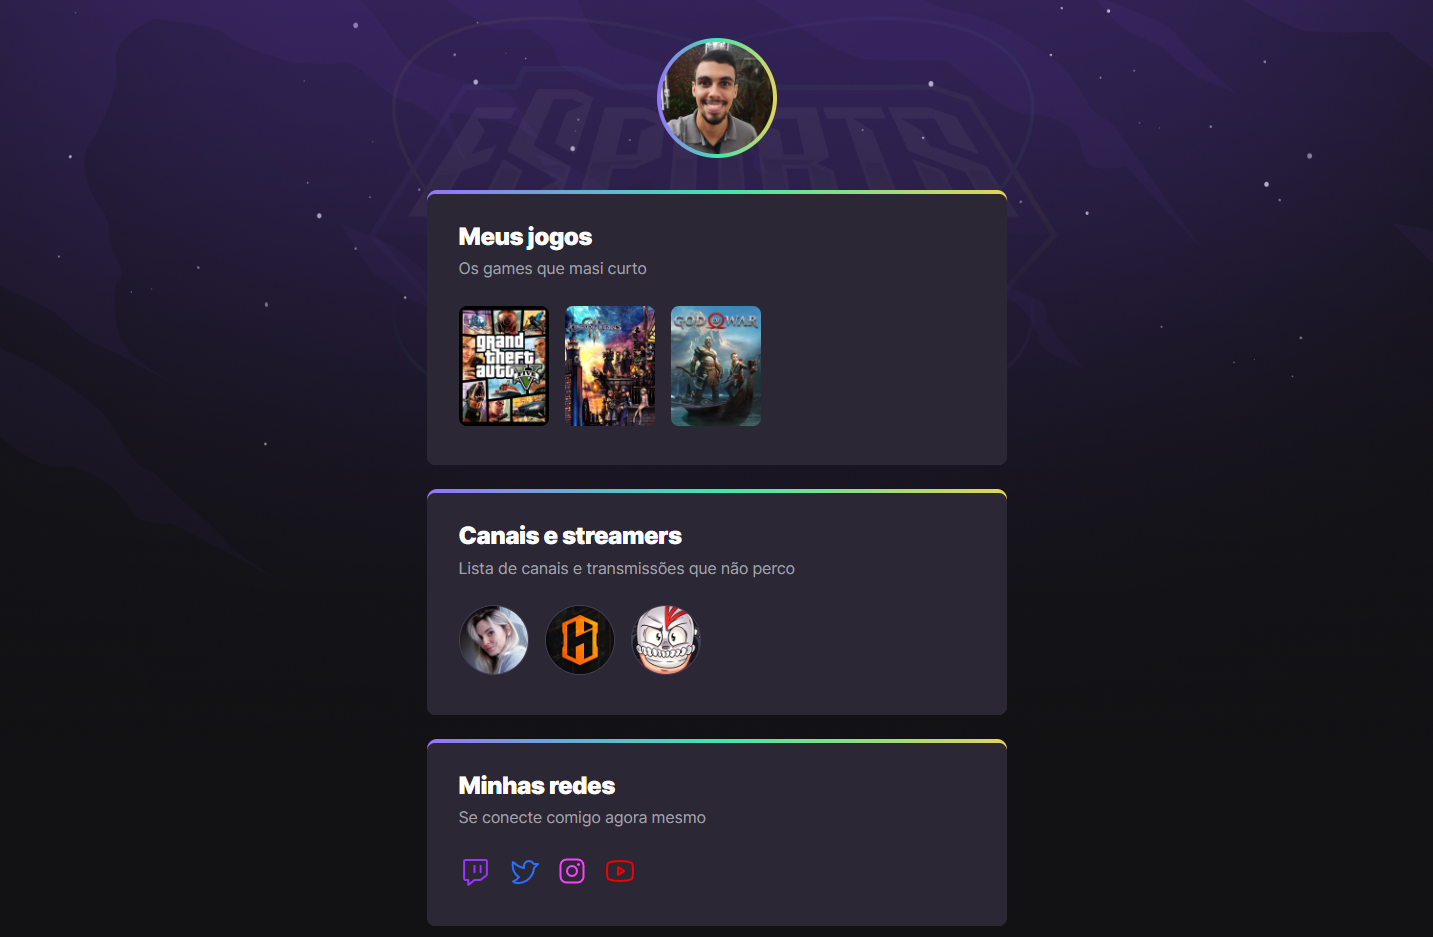 ESPORTS
Meus jogos
Os games que masi curto
grand
theft
auto
V
GOD OF WAR
Canais e streamers
Lista de canais e transmissões que não perco
Minhas redes
Se conecte comigo agora mesmo